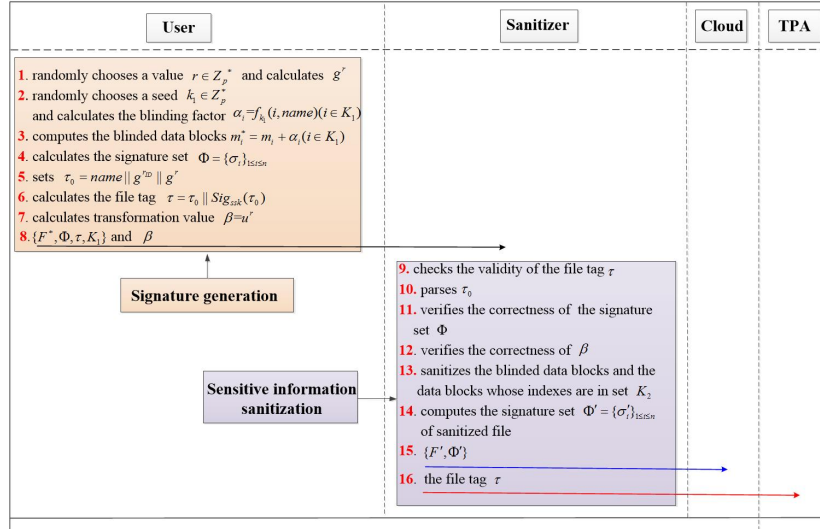 User Sanitizer Cloud TPA
1. randomly chooses a value r ∈ Z_p^* and calculates g^r
2. randomly chooses a seed k_1 ∈ Z_p^*
and calculates the blinding factor α_i=f_{k_1}(i, name)(i ∈ K_1)
3. computes the blinded data blocks m_i^* = m_i + α_i(i ∈ K_1)
4. calculates the signature set Φ = {σ_i}_{1≤i≤n}
5. sets τ_0 = name || g^{r_{ID}} || g^r
6. calculates the file tag τ = τ_0 || Sig_{ssk}(τ_0)
7. calculates transformation value β=u^r
8. {F^*, Φ, τ, K_1} and β
Signature generation
9. checks the validity of the file tag τ
10. parses τ_0
11. verifies the correctness of the signature
set Φ
12. verifies the correctness of β
13. sanitizes the blinded data blocks and the
data blocks whose indexes are in set K_2
14. computes the signature set Φ′ = {σ_i′}_{1≤i≤n}
of sanitized file
15. {F′, Φ′}
16. the file tag τ
Sensitive information
sanitization